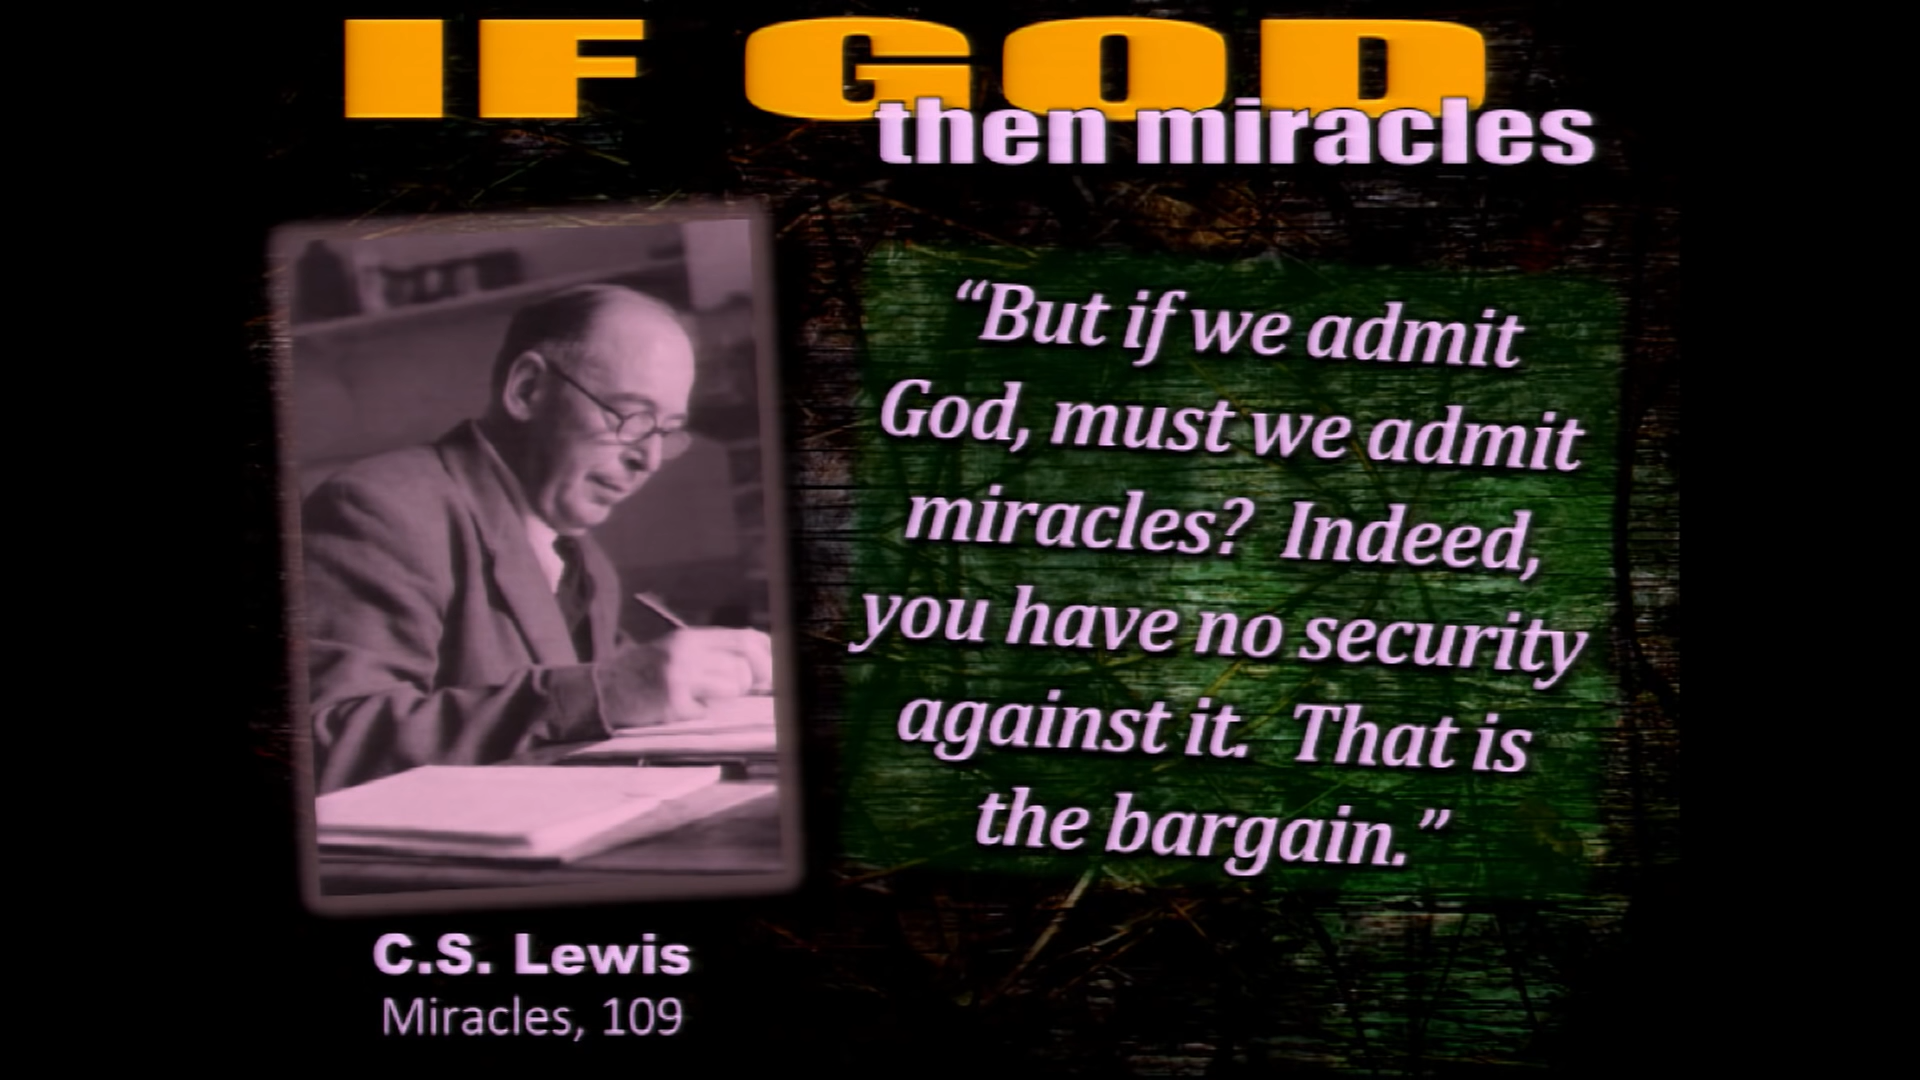 IF GOD
then miracles
“But if we admit
God, must we admit
miracles?  Indeed,
you have no security
against it.  That is
the bargain.”
C.S. Lewis
Miracles, 109